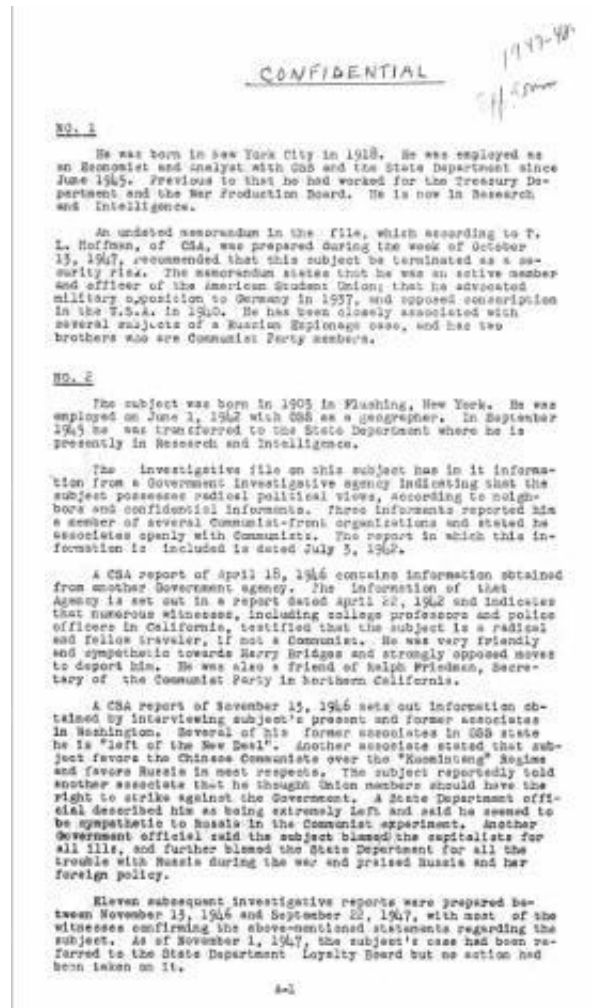 1947-48
CONFIDENTIAL
NO. 1
He was born in New York City in 1918. He was employed as
an Economist and analyst with OSS and the State Department since
June 1945. Previous to that he had worked for the Treasury De-
partment and the War Production Board. He is now in Research
and Intelligence.
An undated memorandum in the file, which according to T.
L. Hoffman, of CSA, was prepared during the week of October
13, 1947, recommended that this subject be terminated as a se-
curity risk. The memorandum states that he was an active member
and officer of the American Student Union; that he advocated
military opposition to Germany in 1937, and opposed conscription
in the U.S.A. in 1940. He has been closely associated with
several subjects of a Russian Espionage case, and has two
brothers who are Communist Party members.
NO. 2
The subject was born in 1903 in Flushing, New York. He was
employed on June 1, 1942 with OSS as a geographer. In September
1945 he was transferred to the State Department where he is
presently in Research and Intelligence.
The investigative file on this subject has in it informa-
tion from a Government investigative agency indicating that the
subject possesses radical political views, according to neigh-
bors and confidential informants. Three informants reported him
a member of several Communist-front organizations and stated he
associates openly with Communists. The report in which this in-
formation is included is dated July 3, 1942.
A CSA report of April 18, 1946 contains information obtained
from another Government agency. The information of that
Agency is set out in a report dated April 22, 1942 and indicates
that numerous witnesses, including college professors and police
officers in California, testified that the subject is a radical
and fellow traveler, if not a Communist. He was very friendly
and sympathetic towards Harry Bridges and strongly opposed moves
to deport him. He was also a friend of Ralph Friedman, Secre-
tary of the Communist Party in northern California.
A CSA report of November 13, 1946 sets out information ob-
tained by interviewing subject's present and former associates
in Washington. Several of his former associates in OSS state
he is "left of the New Deal". Another associate stated that sub-
ject favors the Chinese Communists over the "Kuomintang" Regime
and favors Russia in most respects. The subject reportedly told
another associate that he thought Union members should have the
right to strike against the Government. A State Department offi-
cial described him as being extremely Left and said he seemed to
be sympathetic to Russia in the Communist experiment. Another
Government official said the subject blamed the capitalists for
all ills, and further blamed the State Department for all the
trouble with Russia during the war and praised Russia and her
foreign policy.
Eleven subsequent investigative reports were prepared be-
tween November 13, 1946 and September 22, 1947, with most of the
witnesses confirming the above-mentioned statements regarding the
subject. As of November 1, 1947, the subject's case had been re-
ferred to the State Department Loyalty Board but no action had
been taken on it.
A-1